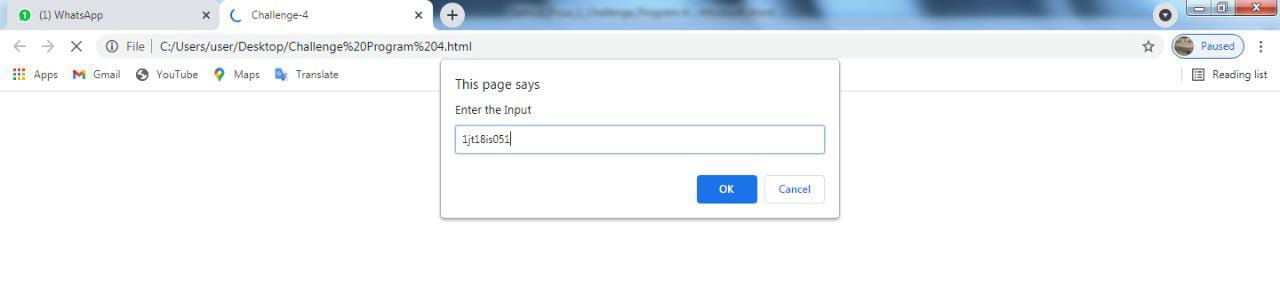 (1) WhatsApp
Challenge-4
File | C:/Users/user/Desktop/Challenge%20Program%204.html
Paused
Apps Gmail YouTube Maps Translate
Reading list
This page says
Enter the Input
1jt18is051
OK Cancel